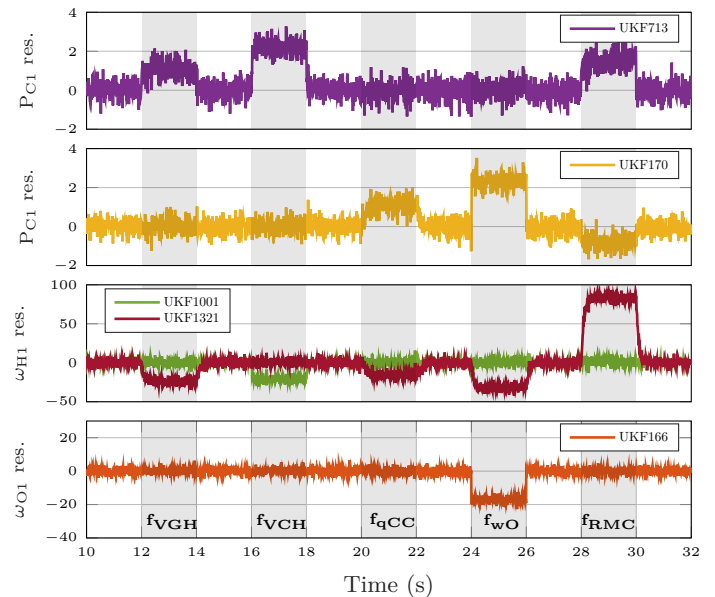 4
2
0
−2
P_C1 res.
UKF713
4
2
0
−2
P_C1 res.
UKF170
100
50
0
−50
ω_H1 res.
UKF1001
UKF1321
20
0
−20
−40
ω_O1 res.
UKF166
f_VGH f_VCH f_qCC f_wO f_RMC
10 12 14 16 18 20 22 24 26 28 30 32
Time (s)